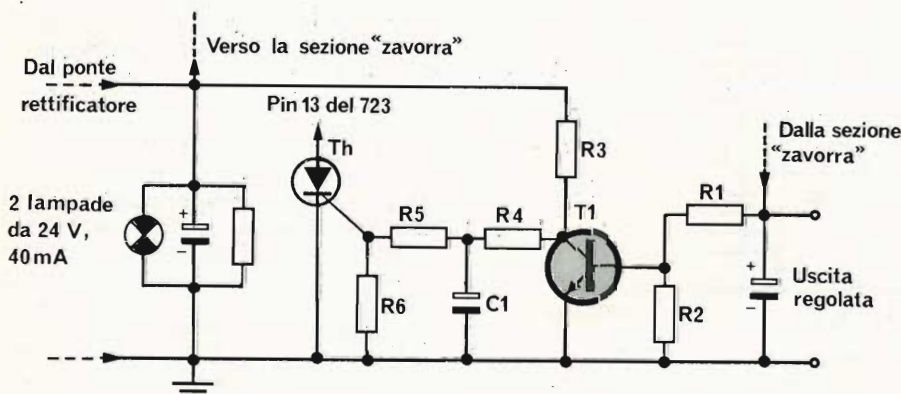 Verso la sezione "zavorra"
Dal ponte
rettificatore
Pin 13 del 723
Th
R3
Dalla sezione
"zavorra"
2 lampade
da 24 V,
40 mA
+
-
R5
R4
T1
R1
R6
C1
R2
+
-
Uscita
regolata